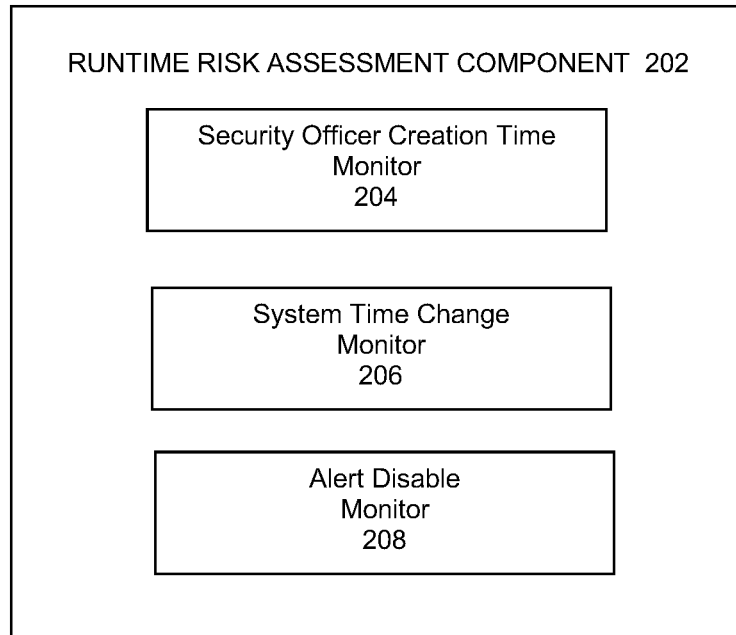 RUNTIME RISK ASSESSMENT COMPONENT 202
Security Officer Creation Time
Monitor
204
System Time Change
Monitor
206
Alert Disable
Monitor
208